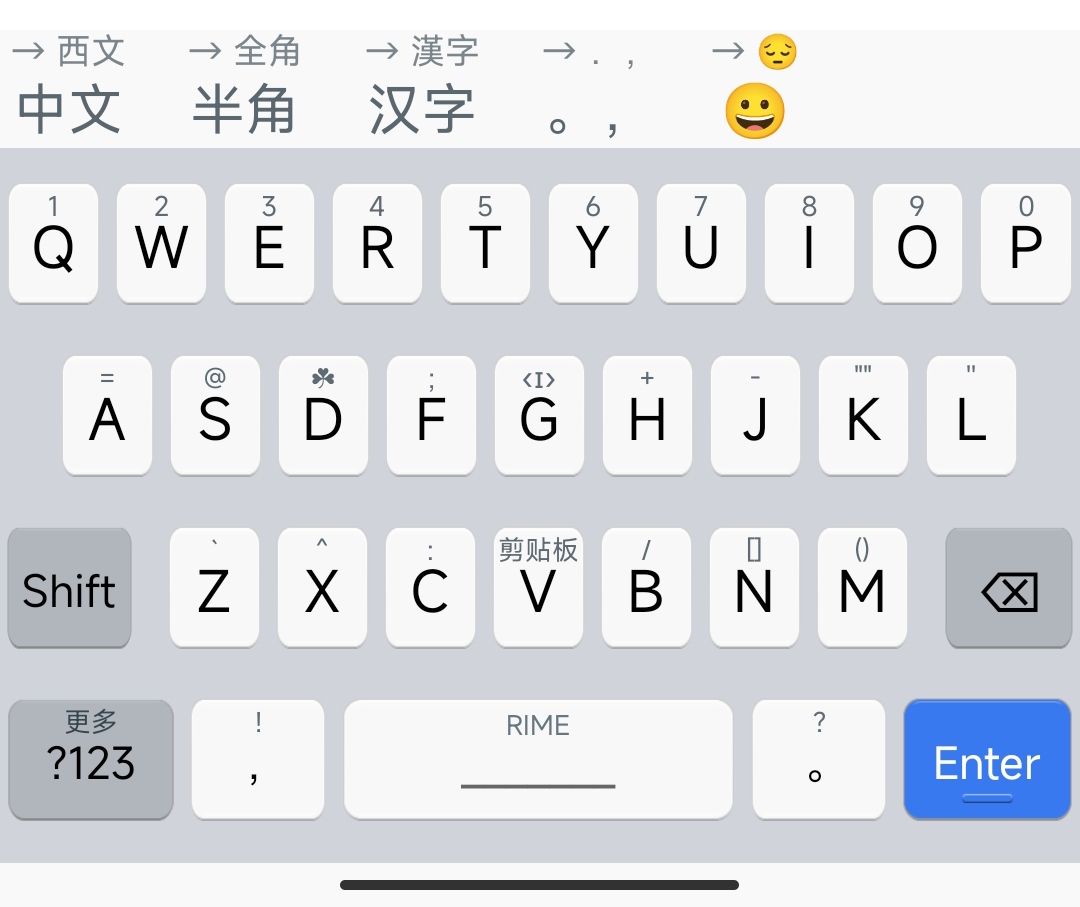 → 西文 → 全角 → 漢字 → . , → 😔
中文 半角 汉字 。, 😀
1 2 3 4 5 6 7 8 9 0
Q W E R T Y U I O P
= @ ☘ ; ‹I› + - "" "
A S D F G H J K L
` ^ : 剪贴板 / [] ()
Shift Z X C V B N M ⌫
更多 ! RIME ?
?123 , 。 Enter